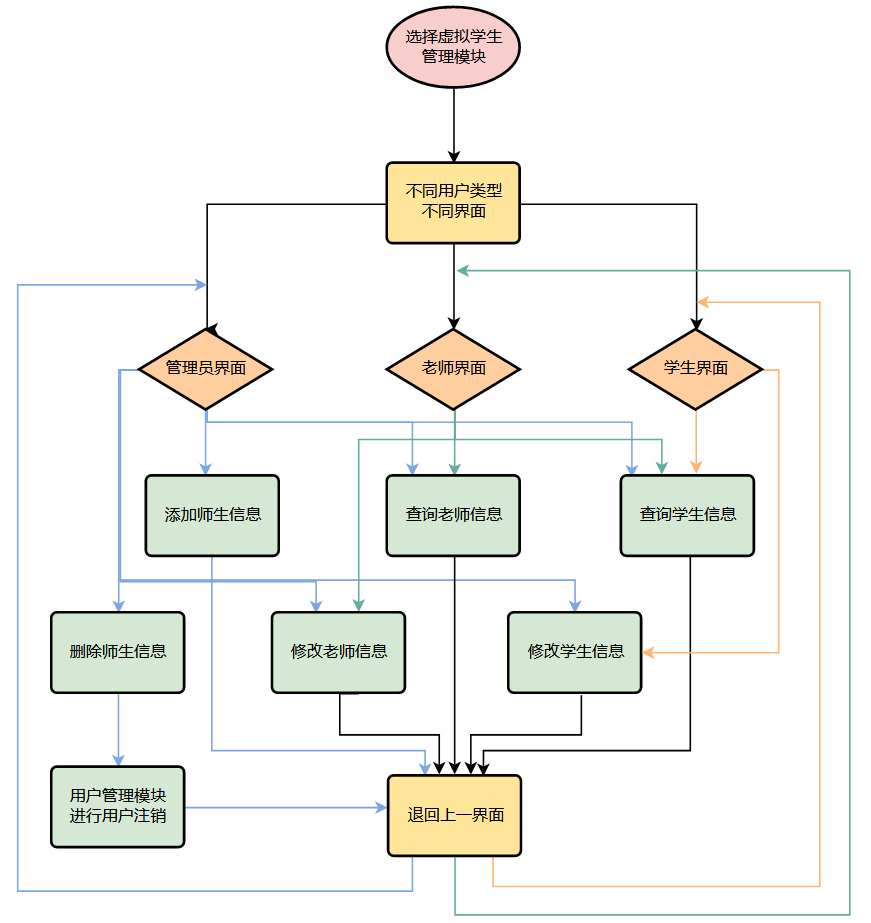 选择虚拟学生
管理模块
不同用户类型
不同界面
管理员界面
老师界面
学生界面
添加师生信息
查询老师信息
查询学生信息
删除师生信息
修改老师信息
修改学生信息
用户管理模块
进行用户注销
退回上一界面